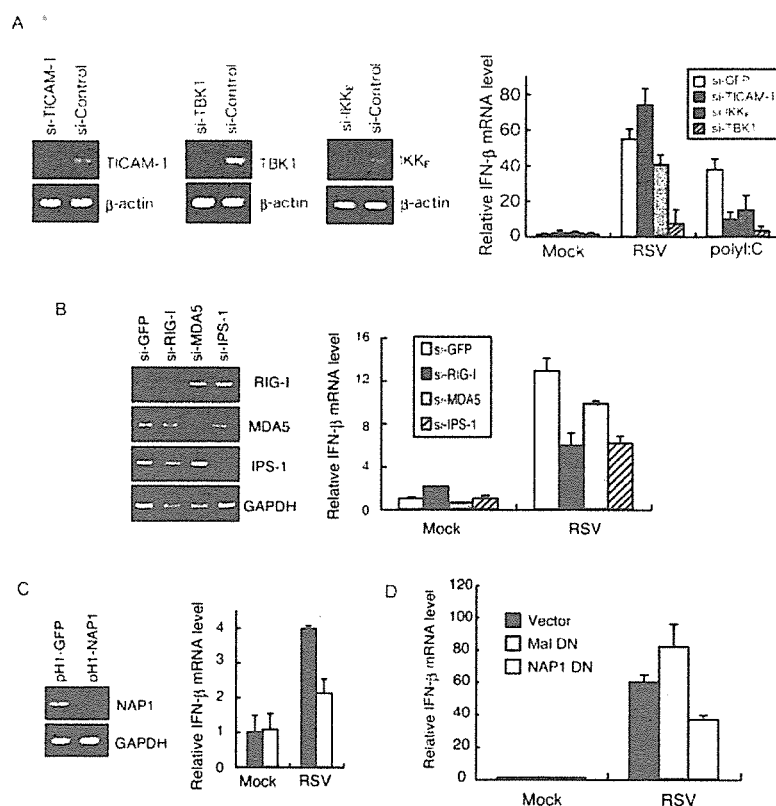 A
si-TICAM-1
si-Control
TICAM-1
β-actin
si-TBK1
si-Control
TBK1
β-actin
si-IKKε
si-Control
IKKε
β-actin
Relative IFN-β mRNA level
80
60
40
20
0
Mock
RSV
polyI:C
si-GFP
si-TICAM-1
si-IKKε
si-TBK1
B
si-GFP
si-RIG-I
si-MDA5
si-IPS-1
RIG-I
MDA5
IPS-1
GAPDH
Relative IFN-β mRNA level
16
12
8
4
0
Mock
RSV
si-GFP
si-RIG-I
si-MDA5
si-IPS-1
C
pH1-GFP
pH1-NAP1
NAP1
GAPDH
Relative IFN-β mRNA level
4
3
2
1
0
Mock
RSV
D
Relative IFN-β mRNA level
120
100
80
60
40
20
0
Mock
RSV
Vector
Mal DN
NAP1 DN